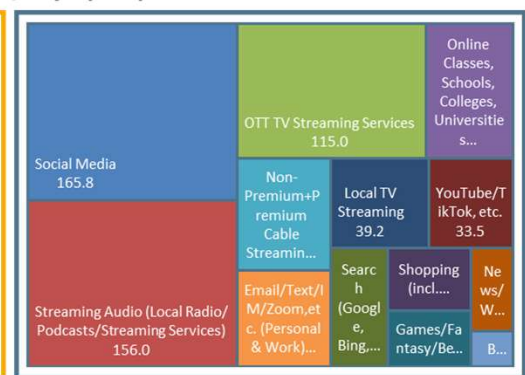 Social Media
165.8
Streaming Audio (Local Radio/
Podcasts/Streaming Services)
156.0
OTT TV Streaming Services
115.0
Online
Classes,
Schools,
Colleges,
Universitie
s...
Non-
Premium+P
remium
Cable
Streamin...
Local TV
Streaming
39.2
YouTube/T
ikTok, etc.
33.5
Email/Text/I
M/Zoom,et
c. (Personal
& Work)...
Searc
h
(Googl
e,
Bing,...
Shopping
(incl....
Games/Fa
ntasy/Be...
Ne
ws/
W...
B...